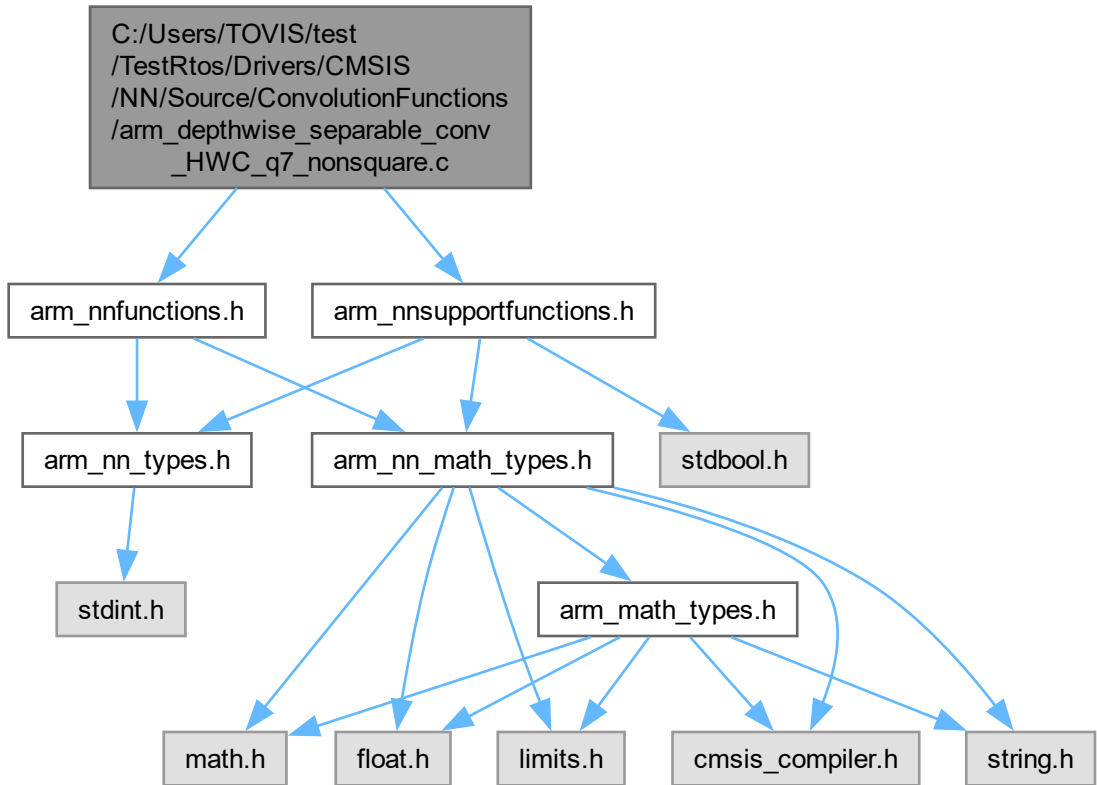 C:/Users/TOVIS/test
/TestRtos/Drivers/CMSIS
/NN/Source/ConvolutionFunctions
/arm_depthwise_separable_conv
_HWC_q7_nonsquare.c
arm_nnfunctions.h
arm_nnsupportfunctions.h
arm_nn_types.h
arm_nn_math_types.h
stdbool.h
stdint.h
arm_math_types.h
math.h
float.h
limits.h
cmsis_compiler.h
string.h